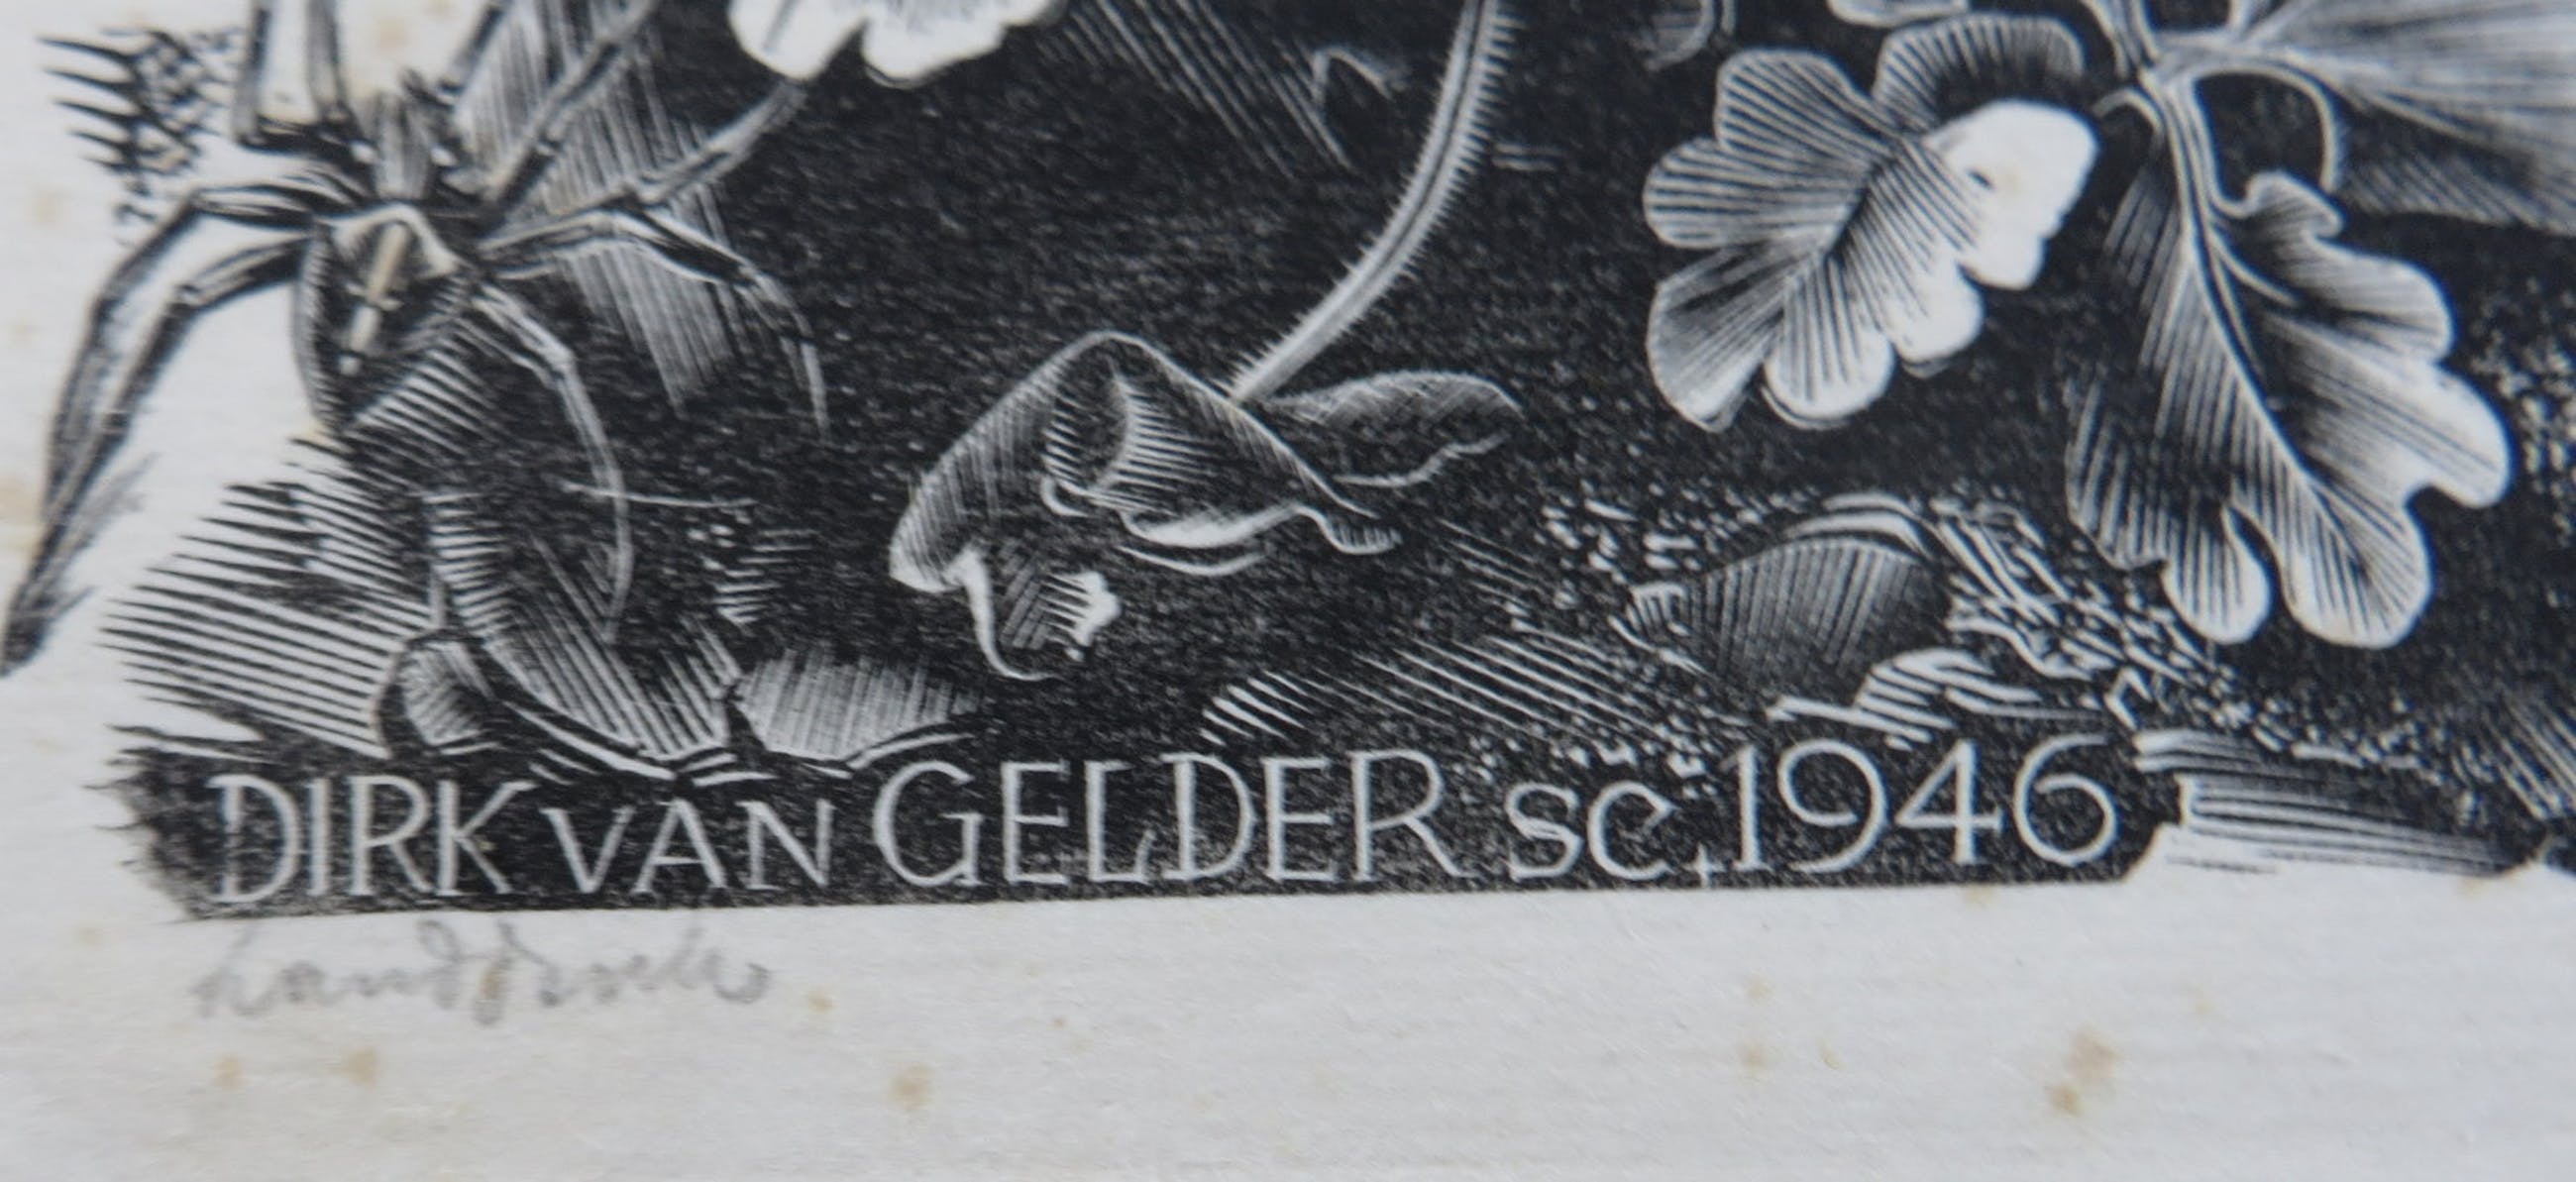 DIRK VAN GELDER sc. 1946
handdruk